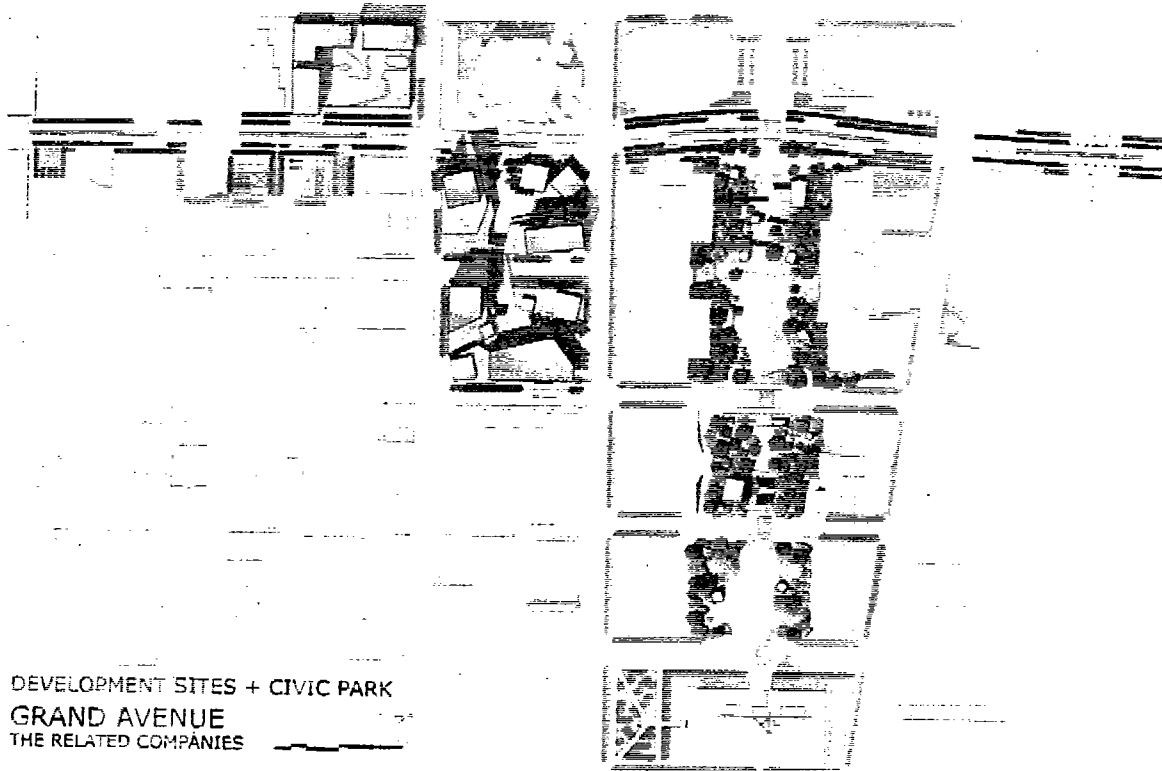 DEVELOPMENT SITES + CIVIC PARK
GRAND AVENUE
THE RELATED COMPANIES